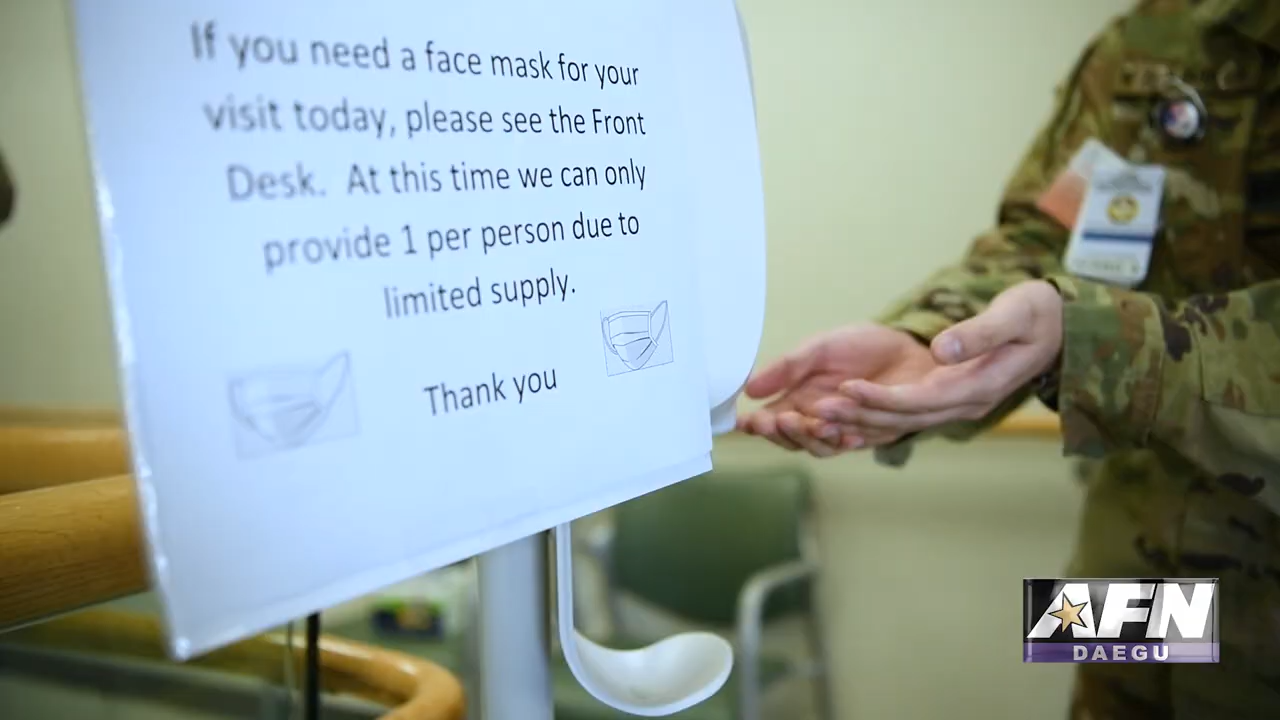 If you need a face mask for your
visit today, please see the Front
Desk. At this time we can only
provide 1 per person due to
limited supply.
Thank you
AFN
DAEGU